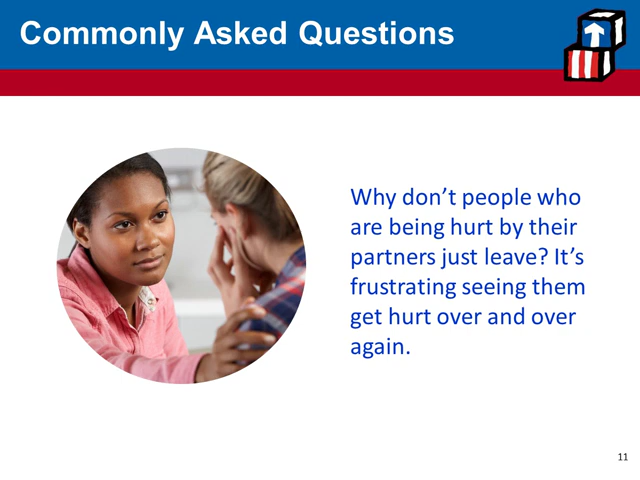 Commonly Asked Questions
Why don’t people who
are being hurt by their
partners just leave? It’s
frustrating seeing them
get hurt over and over
again.
11